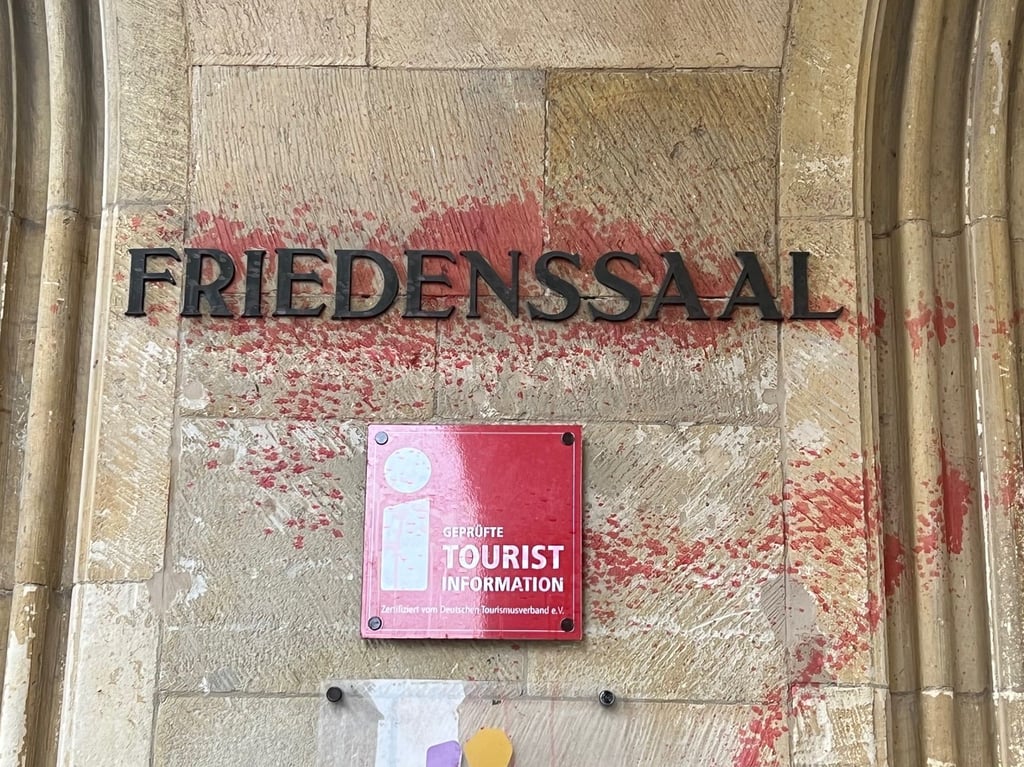 FRIEDENSSAAL
GEPRÜFTE
TOURIST
INFORMATION
Zertifiziert vom Deutschen Tourismusverband e.V.